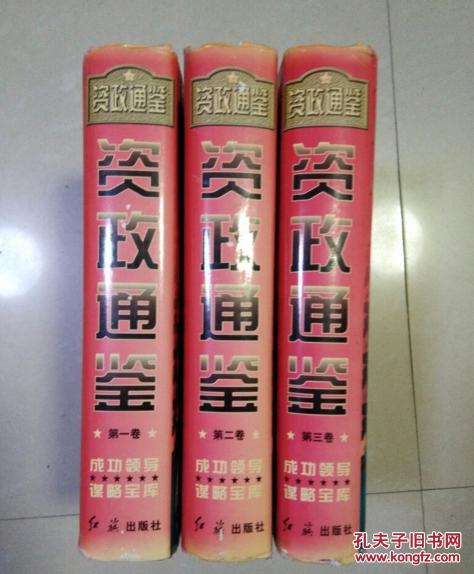 资政通鉴
资政通鉴
第一卷
成功领导
谋略宝库
红旗出版社
资政通鉴
资政通鉴
第二卷
成功领导
谋略宝库
红旗出版社
资政通鉴
资政通鉴
第三卷
成功领导
谋略宝库
红旗出版社
孔夫子旧书网
www.kongfz.com